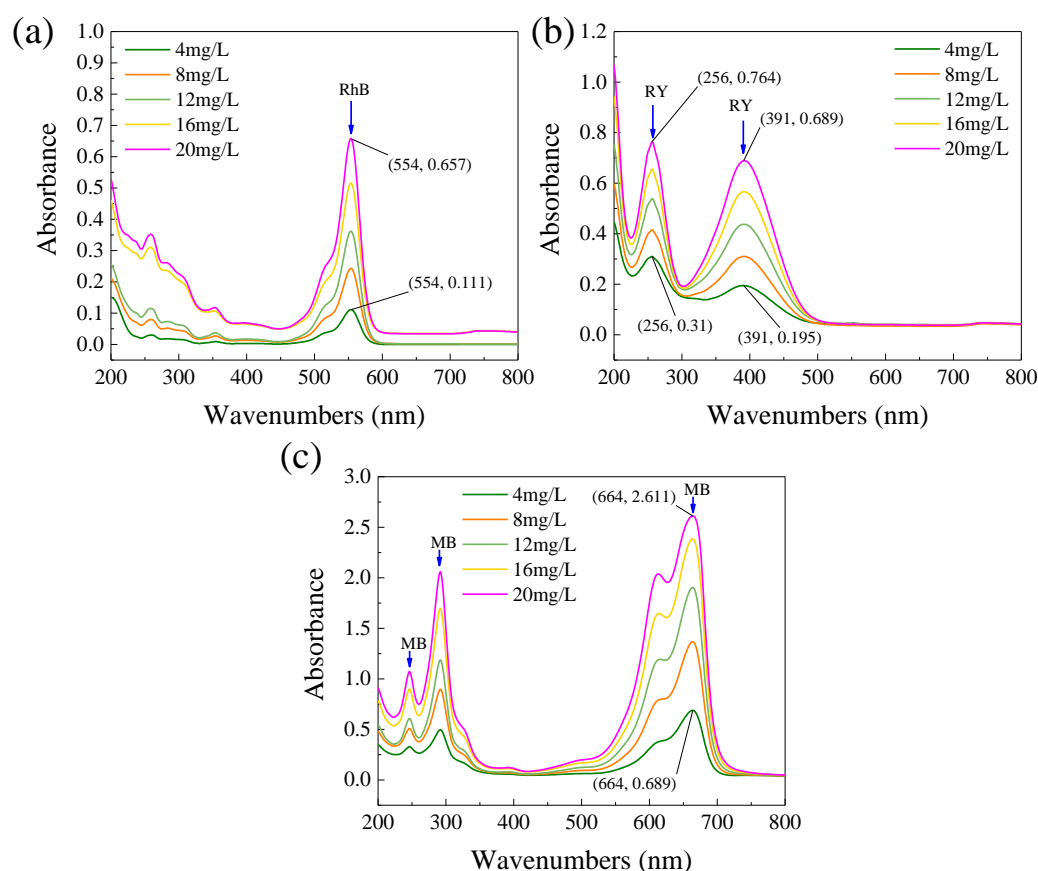 (a)
1.0
0.9
0.8
0.7
0.6
0.5
0.4
0.3
0.2
0.1
0.0
Absorbance
4mg/L
8mg/L
12mg/L
16mg/L
20mg/L
RhB
(554, 0.657)
(554, 0.111)
200 300 400 500 600 700 800
Wavenumbers (nm)
(b)
1.2
1.0
0.8
0.6
0.4
0.2
0.0
Absorbance
(256, 0.764)
RY
RY
(391, 0.689)
4mg/L
8mg/L
12mg/L
16mg/L
20mg/L
(256, 0.31)
(391, 0.195)
200 300 400 500 600 700 800
Wavenumbers (nm)
(c)
3.0
2.5
2.0
1.5
1.0
0.5
0.0
Absorbance
4mg/L
8mg/L
12mg/L
16mg/L
20mg/L
(664, 2.611)
MB
MB
MB
(664, 0.689)
200 300 400 500 600 700 800
Wavenumbers (nm)